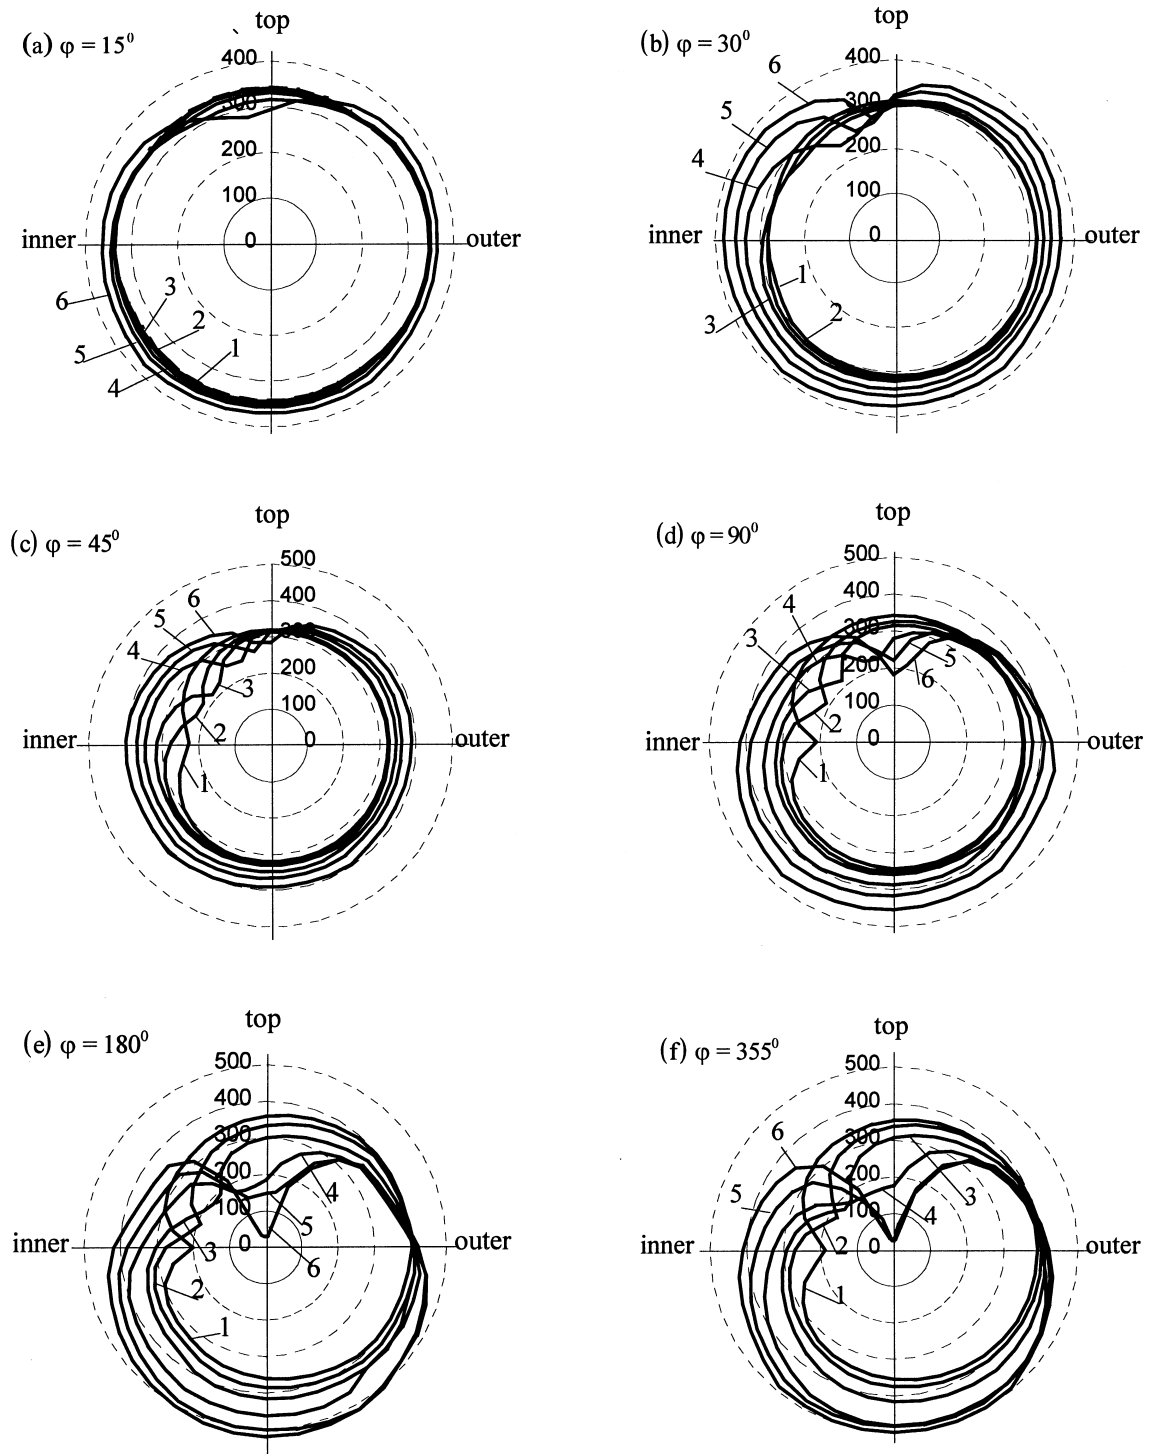 top
(a) φ = 15⁰
400
300
200
100
0
inner
outer
6
3
2
5
1
4
top
(b) φ = 30⁰
6
400
5
300
4
200
100
0
inner
outer
1
2
3
top
(c) φ = 45⁰
500
6
400
5
300
4
200
3
100
2
0
inner
outer
1
top
(d) φ = 90⁰
500
4
400
3
300
5
200
6
100
2
0
inner
outer
1
top
(e) φ = 180⁰
500
400
300
200
4
100
5
0
inner
outer
3
6
2
1
top
(f) φ = 355⁰
500
400
6
300
5
200
3
100
4
0
inner
outer
2
1